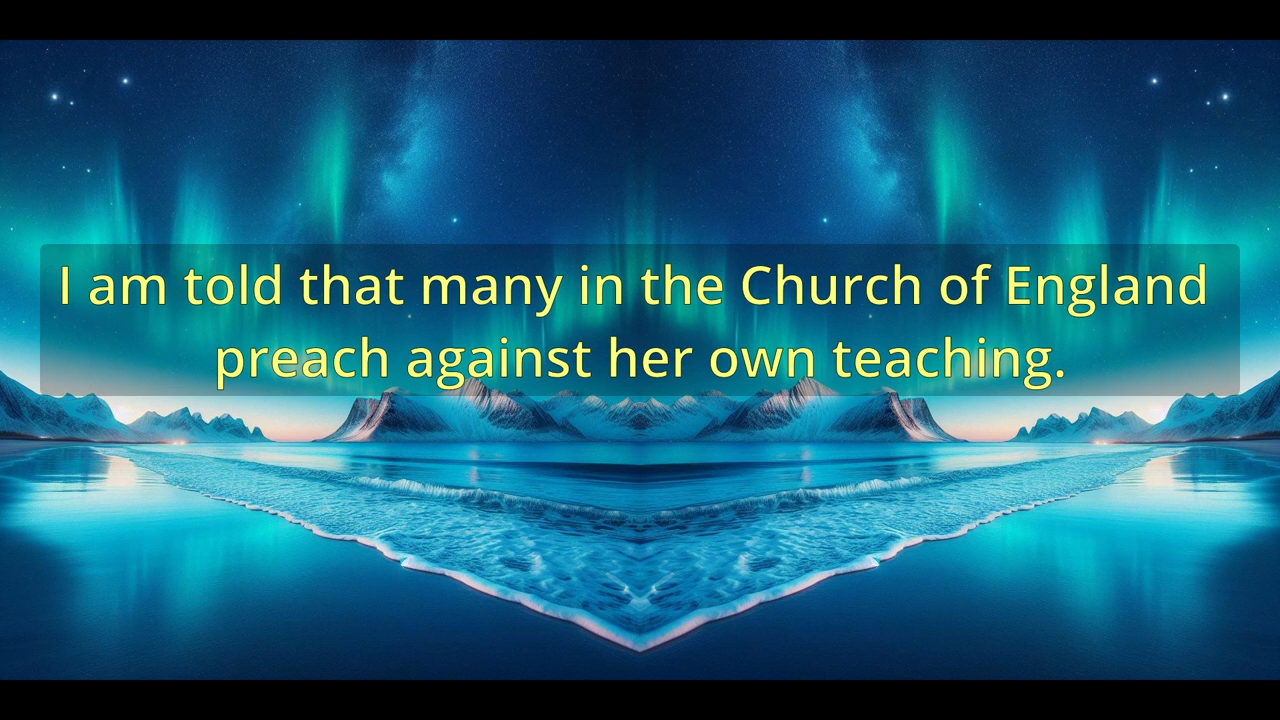 I am told that many in the Church of England
preach against her own teaching.